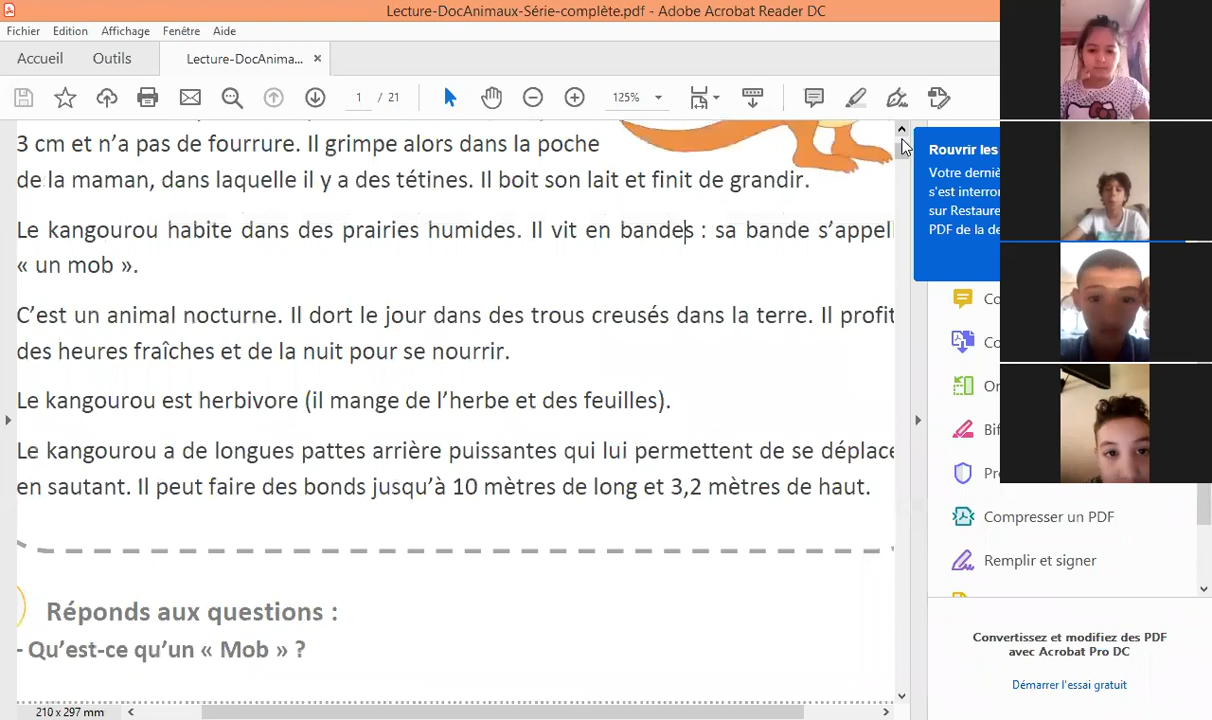 Lecture-DocAnimaux-Série-complète.pdf - Adobe Acrobat Reader DC
Fichier Edition Affichage Fenêtre Aide
Accueil Outils Lecture-DocAnima... ×
1 / 21 125%
3 cm et n’a pas de fourrure. Il grimpe alors dans la poche
de la maman, dans laquelle il y a des tétines. Il boit son lait et finit de grandir.
Le kangourou habite dans des prairies humides. Il vit en bandes : sa bande s’appell
« un mob ».
C’est un animal nocturne. Il dort le jour dans des trous creusés dans la terre. Il profit
des heures fraîches et de la nuit pour se nourrir.
Le kangourou est herbivore (il mange de l’herbe et des feuilles).
Le kangourou a de longues pattes arrière puissantes qui lui permettent de se déplace
en sautant. Il peut faire des bonds jusqu’à 10 mètres de long et 3,2 mètres de haut.
Réponds aux questions :
- Qu’est-ce qu’un « Mob » ?
210 x 297 mm
Rouvrir les
Votre derniè
s'est interron
sur Restaure
PDF de la de
Co
Co
Or
Bif
Pr
Compresser un PDF
Remplir et signer
Convertissez et modifiez des PDF
avec Acrobat Pro DC
Démarrer l'essai gratuit